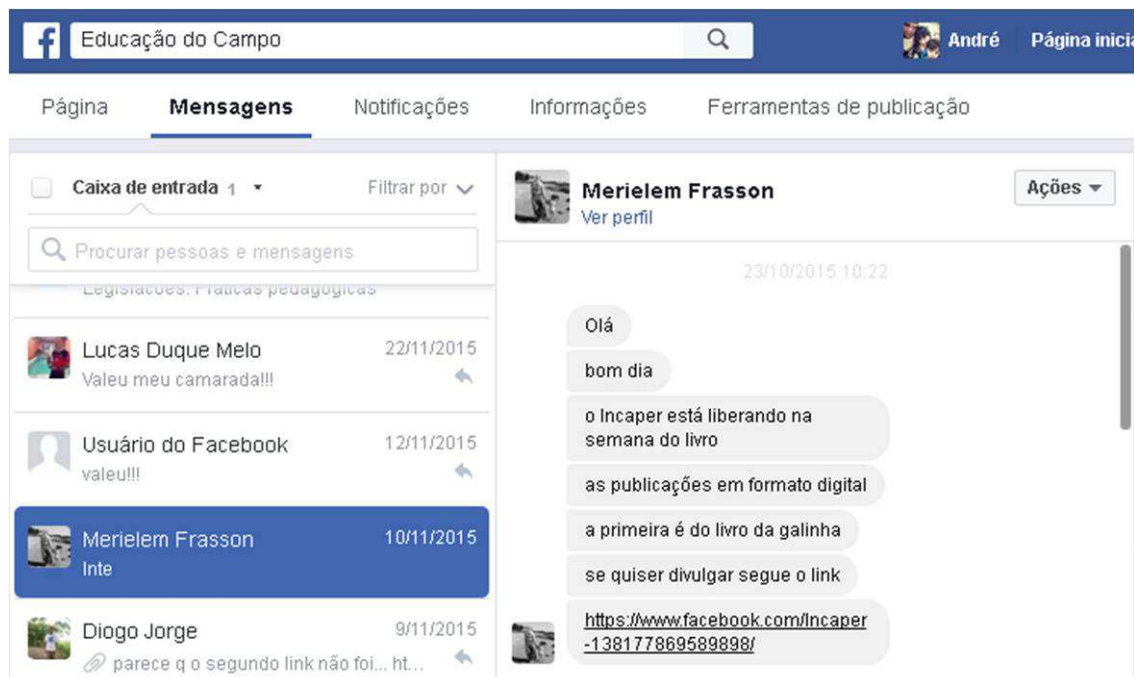 f Educação do Campo André Página inicia
Página Mensagens Notificações Informações Ferramentas de publicação
Caixa de entrada 1 Filtrar por
Procurar pessoas e mensagens
Legislações. Práticas pedagógicas
Lucas Duque Melo 22/11/2015
Valeu meu camarada!!!
Usuário do Facebook 12/11/2015
valeu!!!
Merielem Frasson 10/11/2015
Inte
Diogo Jorge 9/11/2015
parece q o segundo link não foi... ht...
Merielem Frasson Ações
Ver perfil
23/10/2015 10:22
Olá
bom dia
o Incaper está liberando na
semana do livro
as publicações em formato digital
a primeira é do livro da galinha
se quiser divulgar segue o link
https://www.facebook.com/Incaper
-138177869589898/